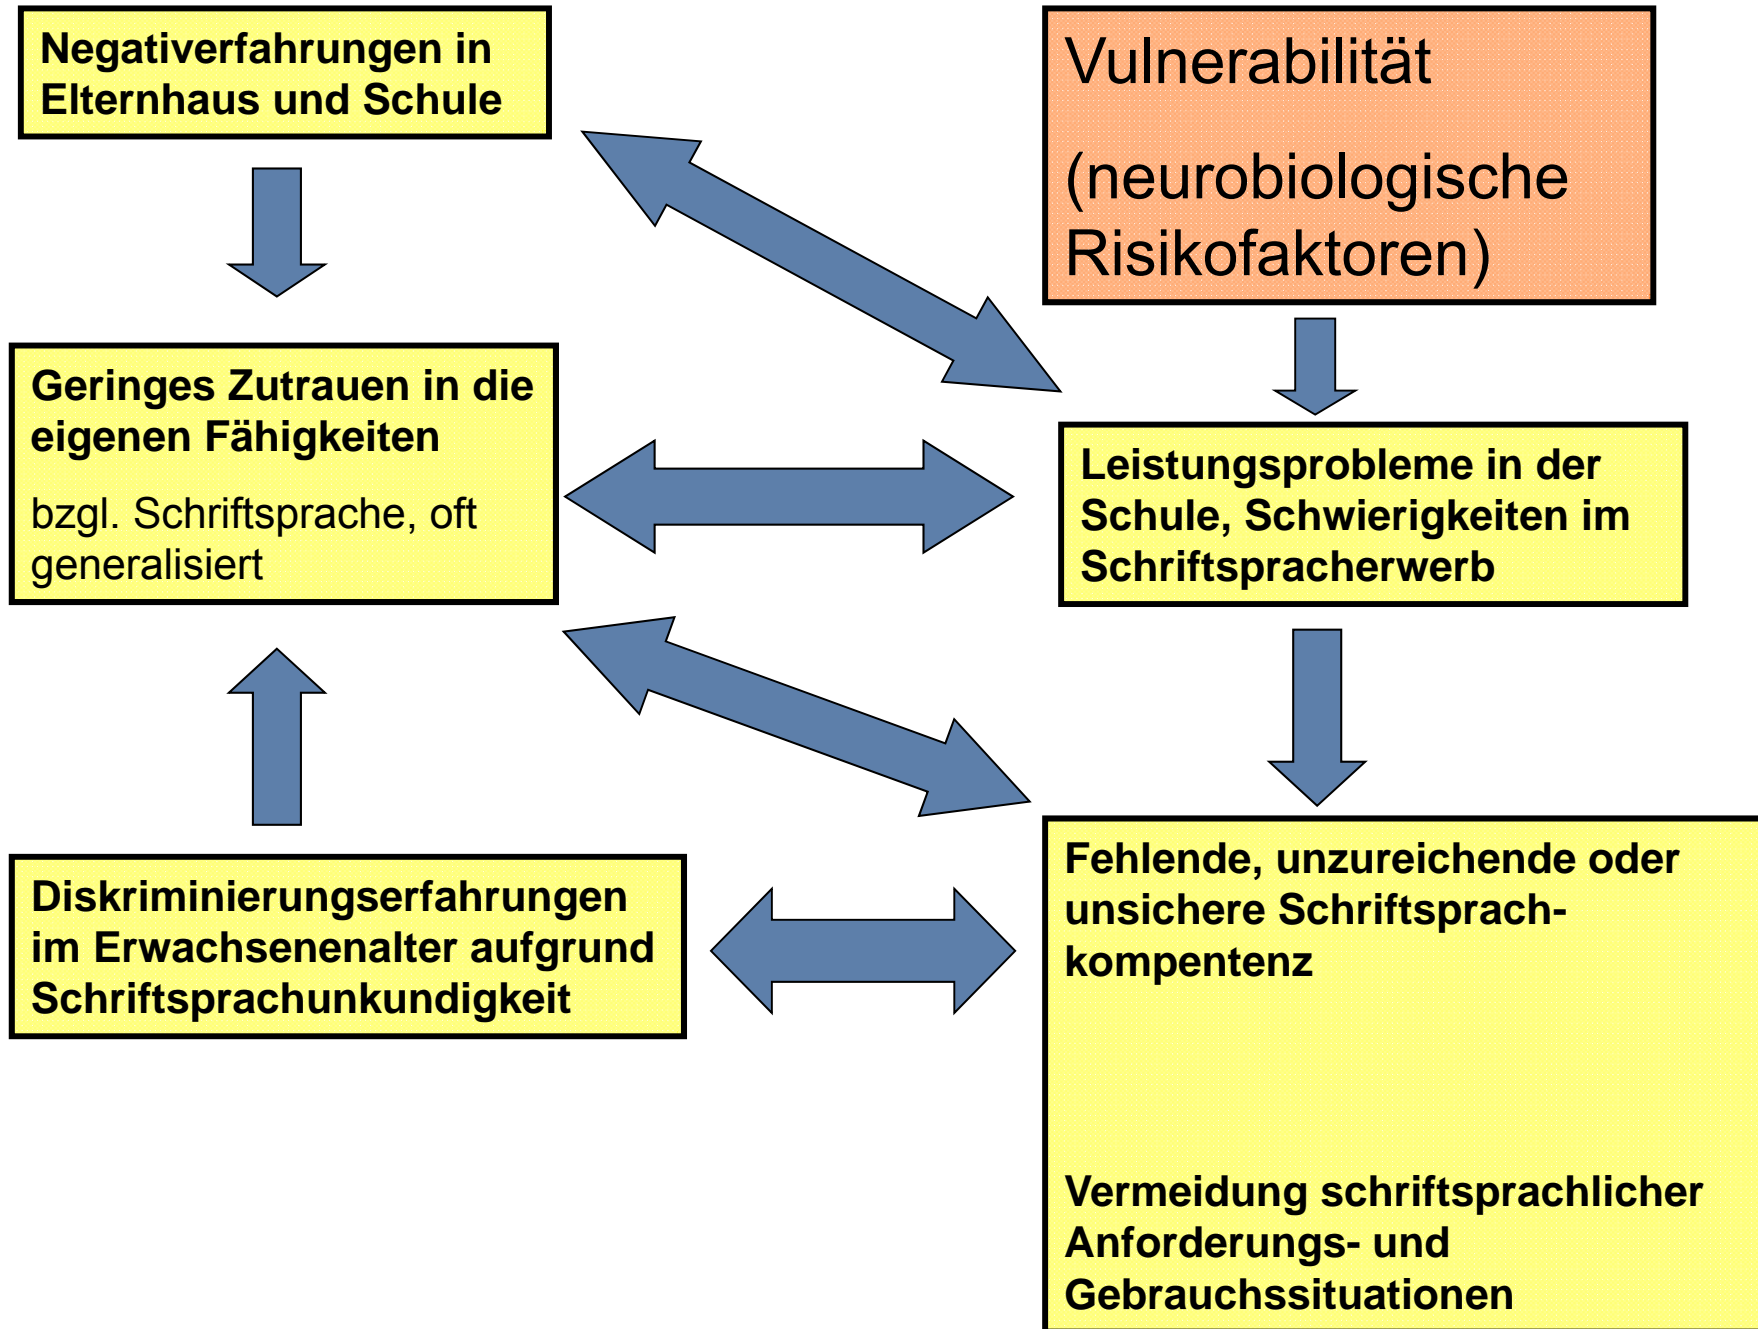 Negativerfahrungen in
Elternhaus und Schule
Vulnerabilität
(neurobiologische
Risikofaktoren)
Geringes Zutrauen in die
eigenen Fähigkeiten
bzgl. Schriftsprache, oft
generalisiert
Leistungsprobleme in der
Schule, Schwierigkeiten im
Schriftspracherwerb
Diskriminierungserfahrungen
im Erwachsenenalter aufgrund
Schriftsprachunkundigkeit
Fehlende, unzureichende oder
unsichere Schriftsprach-
kompentenz
Vermeidung schriftsprachlicher
Anforderungs- und
Gebrauchssituationen